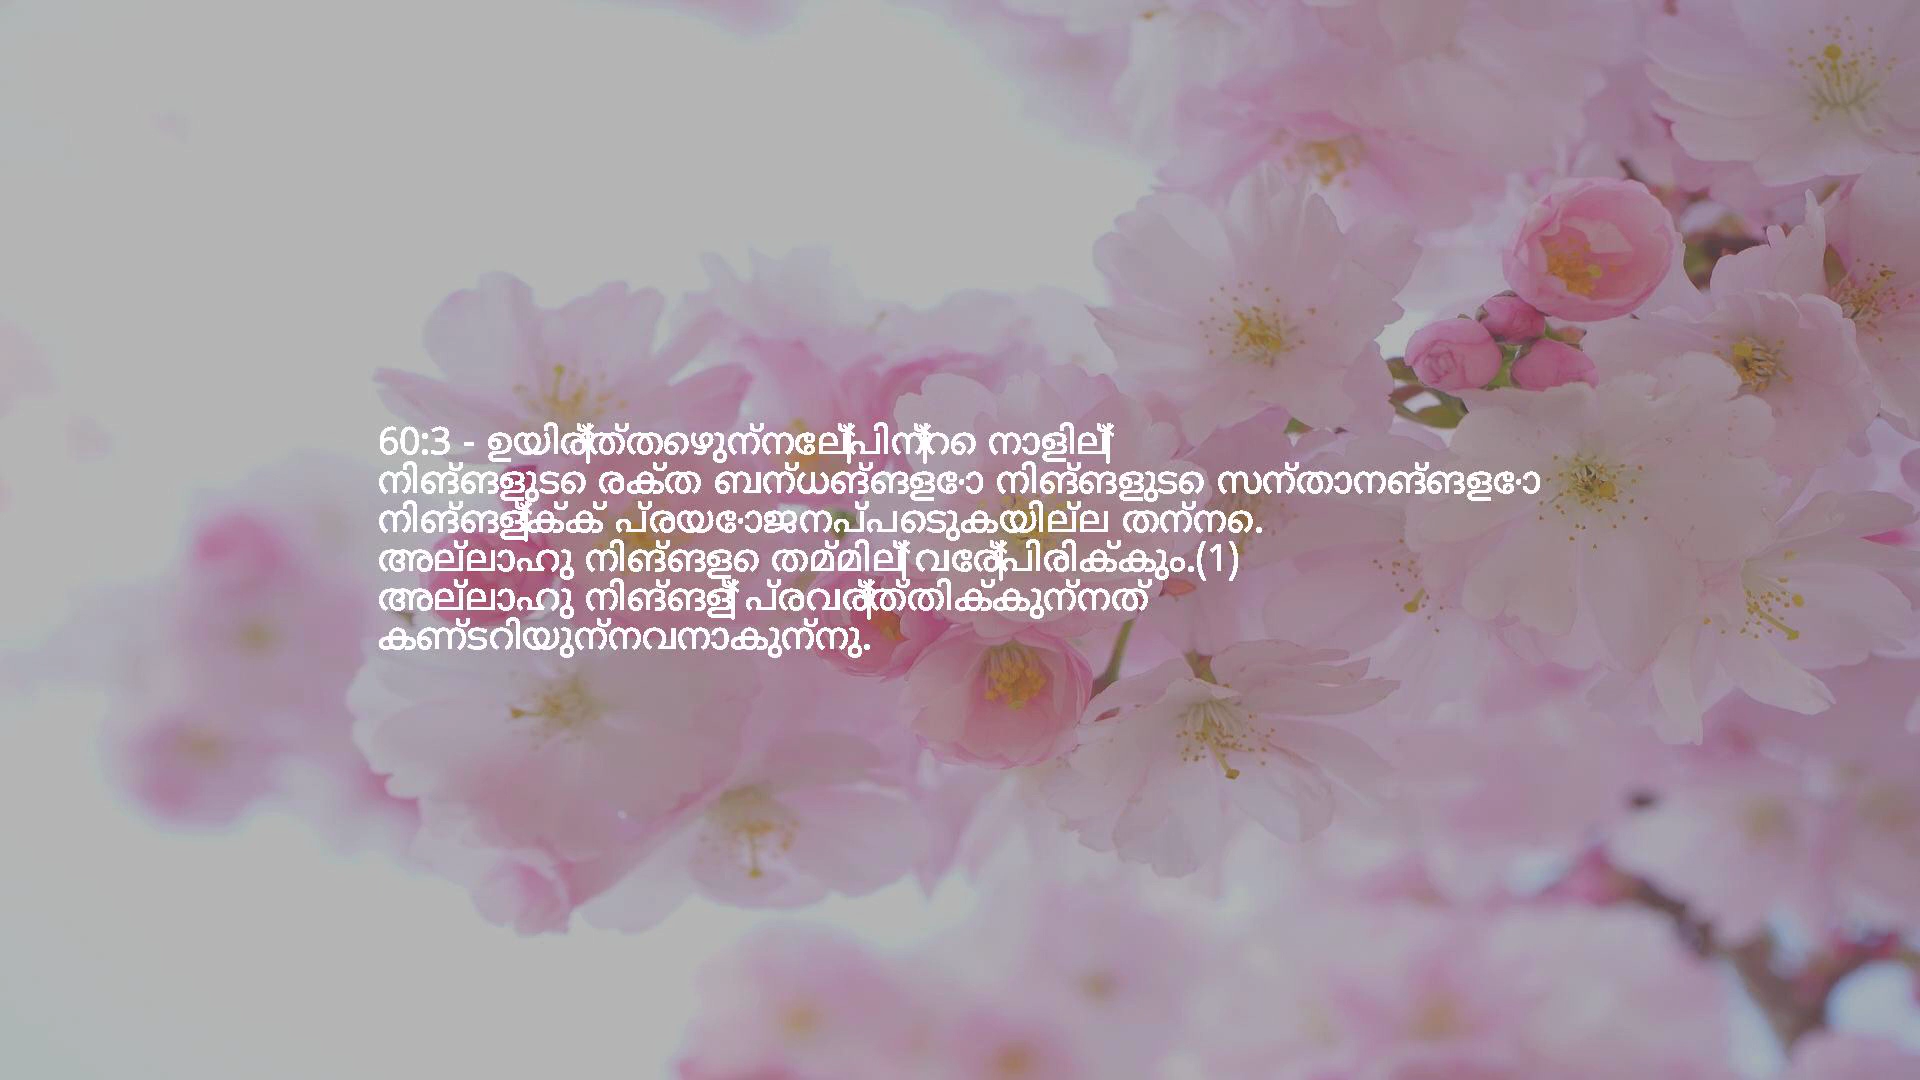 60:3 - ഉയിര്‍ത്തെഴുന്നേല്‍പിന്‍റെ നാളില്‍
നിങ്ങളുടെ രക്ത ബന്ധങ്ങളോ നിങ്ങളുടെ സന്താനങ്ങളോ
നിങ്ങള്‍ക്ക് പ്രയോജനപ്പെടുകയില്ല തന്നെ.
അല്ലാഹു നിങ്ങളെ തമ്മില്‍ വേര്‍പിരിക്കും.(1)
അല്ലാഹു നിങ്ങള്‍ പ്രവര്‍ത്തിക്കുന്നത്
കണ്ടറിയുന്നവനാകുന്നു.